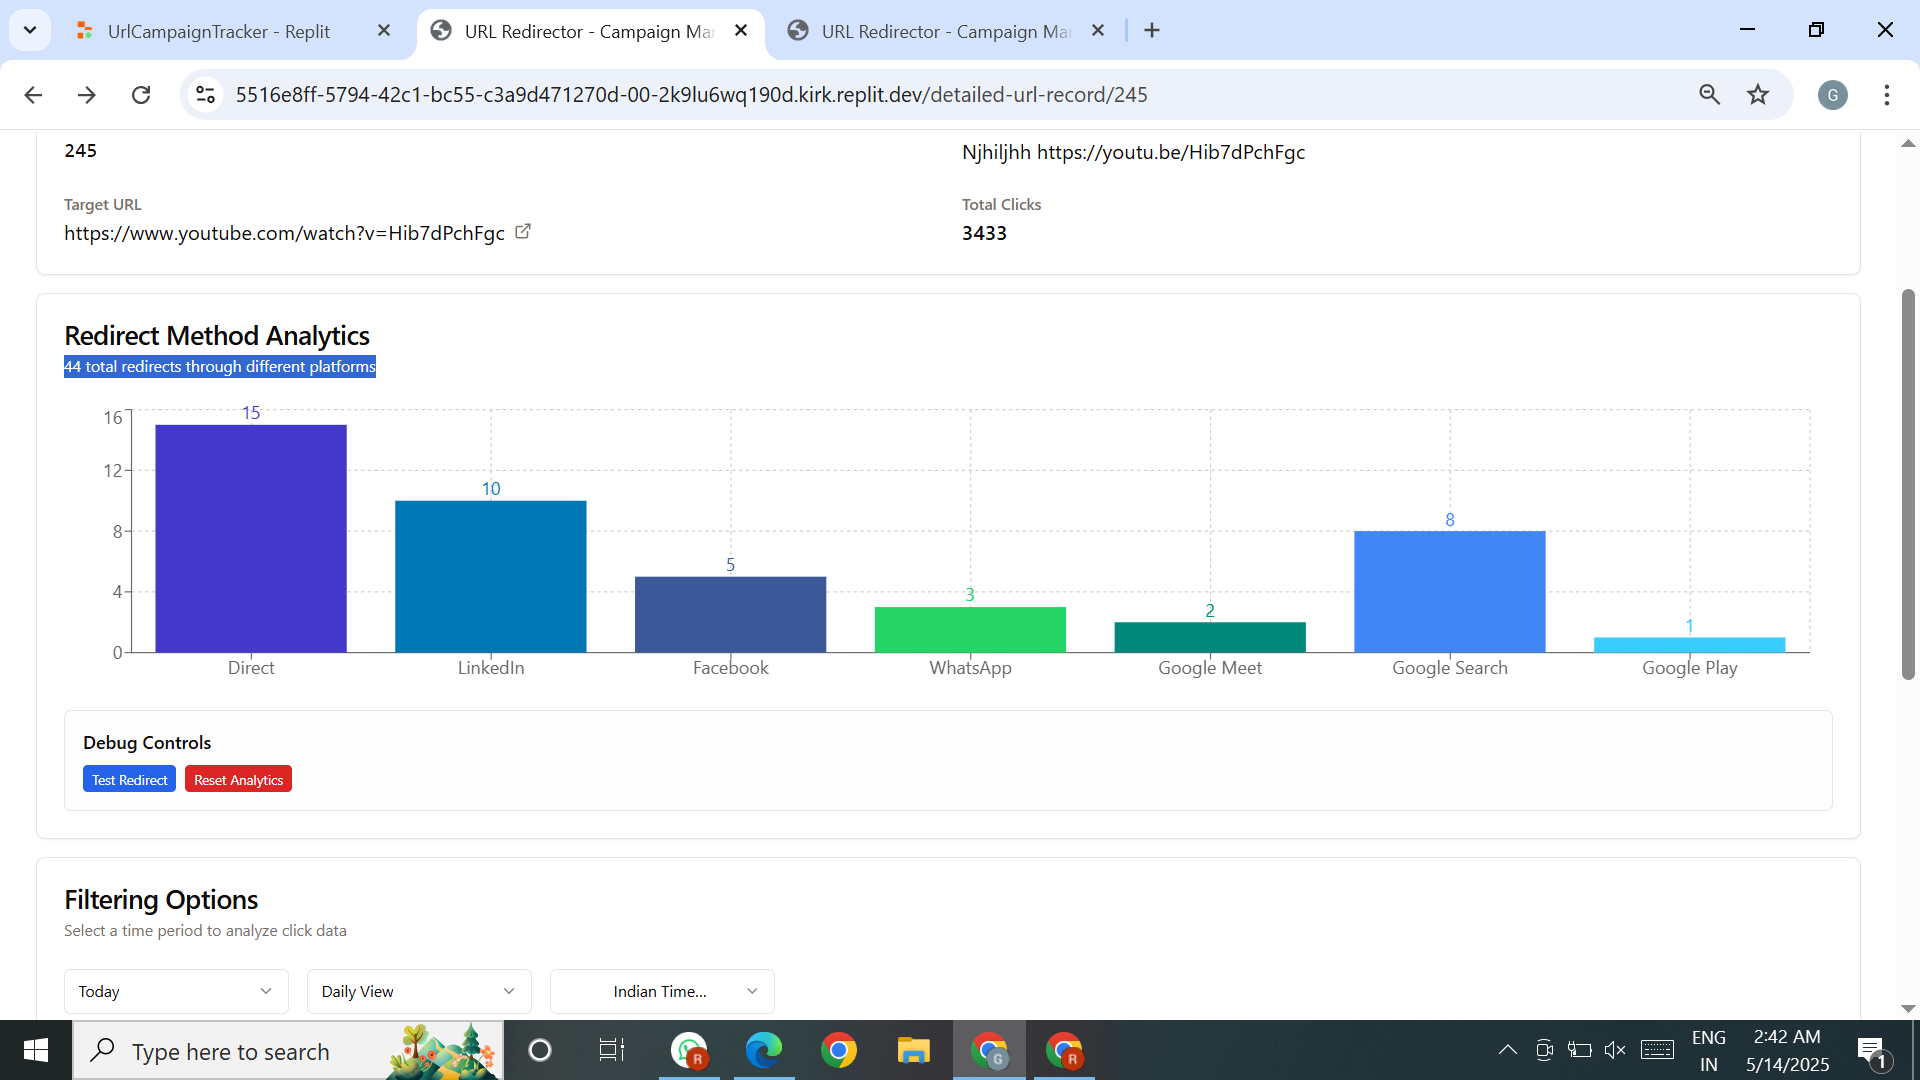 UrlCampaignTracker - Replit
URL Redirector - Campaign Mar
URL Redirector - Campaign Mar
5516e8ff-5794-42c1-bc55-c3a9d471270d-00-2k9lu6wq190d.kirk.replit.dev/detailed-url-record/245
G
245
Njhiljhh https://youtu.be/Hib7dPchFgc
Target URL
Total Clicks
https://www.youtube.com/watch?v=Hib7dPchFgc
3433
Redirect Method Analytics
44 total redirects through different platforms
16
12
8
4
0
15
10
5
3
2
8
1
Direct
LinkedIn
Facebook
WhatsApp
Google Meet
Google Search
Google Play
Debug Controls
Test Redirect
Reset Analytics
Filtering Options
Select a time period to analyze click data
Today
Daily View
Indian Time...
Type here to search
R
G
R
ENG
IN
2:42 AM
5/14/2025
1